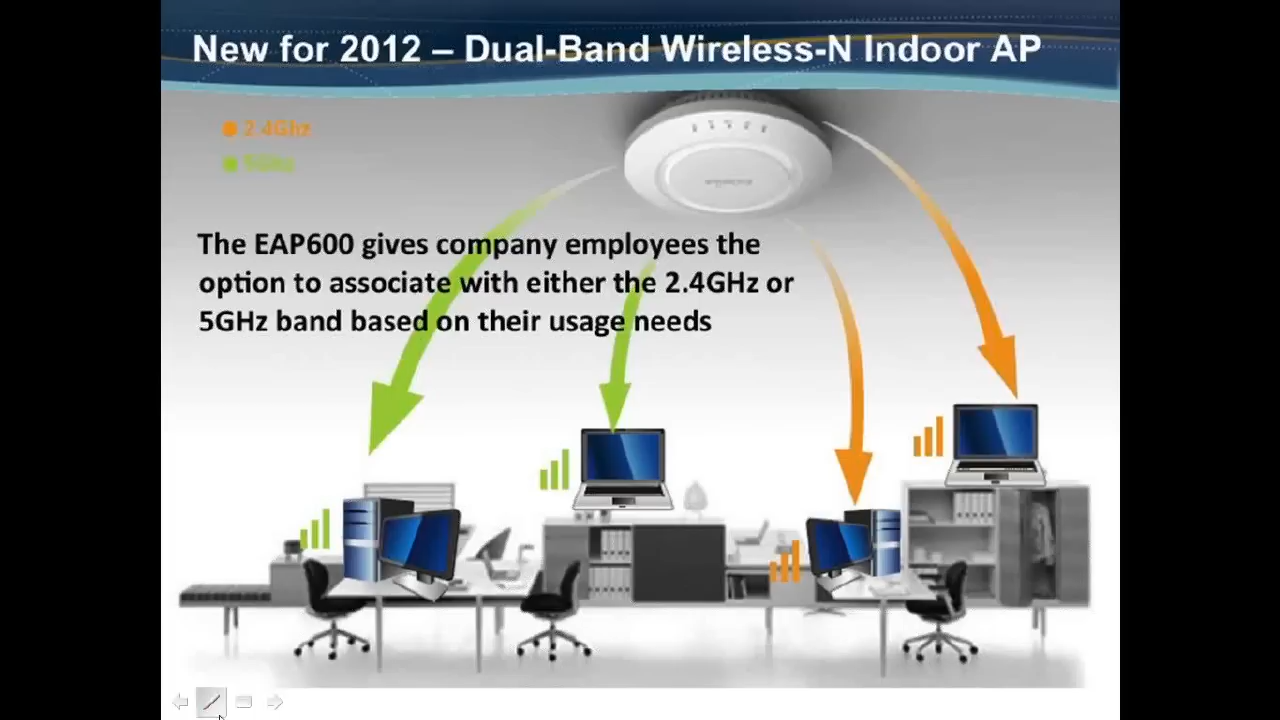 New for 2012 – Dual-Band Wireless-N Indoor AP
2.4Ghz
5Ghz
The EAP600 gives company employees the
option to associate with either the 2.4GHz or
5GHz band based on their usage needs